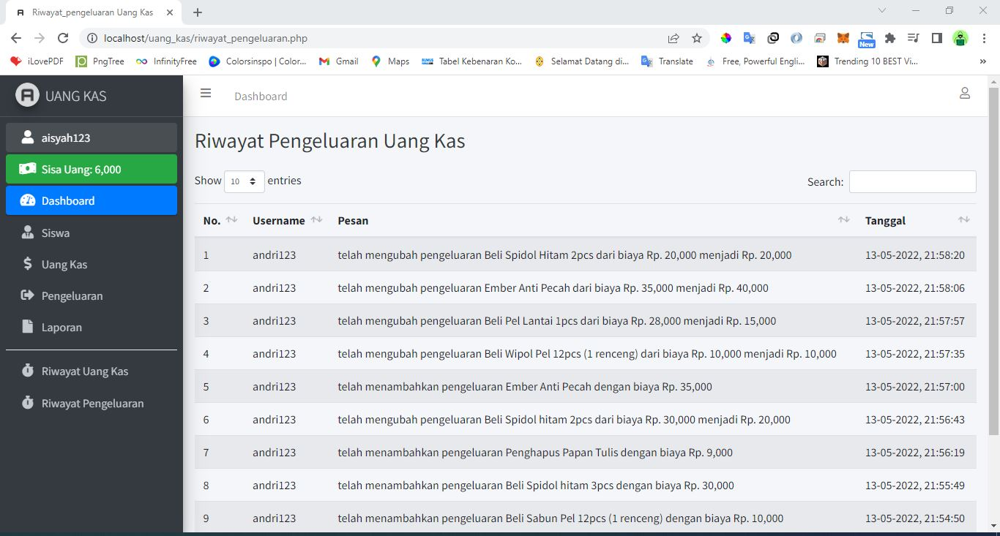 Riwayat_pengeluaran Uang Kas
localhost/uang_kas/riwayat_pengeluaran.php
New
iLovePDF PngTree InfinityFree Colorsinspo | Color... Gmail Maps Tabel Kebenaran Ko... Selamat Datang di... Translate Free, Powerful Engli... Trending 10 BEST Vi... »
UANG KAS
Dashboard
aisyah123
Sisa Uang: 6,000
Dashboard
Siswa
Uang Kas
Pengeluaran
Laporan
Riwayat Uang Kas
Riwayat Pengeluaran
Riwayat Pengeluaran Uang Kas
Show 10 entries
Search:
No. Username Pesan Tanggal
1 andri123 telah mengubah pengeluaran Beli Spidol Hitam 2pcs dari biaya Rp. 20,000 menjadi Rp. 20,000 13-05-2022, 21:58:20
2 andri123 telah mengubah pengeluaran Ember Anti Pecah dari biaya Rp. 35,000 menjadi Rp. 40,000 13-05-2022, 21:58:06
3 andri123 telah mengubah pengeluaran Beli Pel Lantai 1pcs dari biaya Rp. 28,000 menjadi Rp. 15,000 13-05-2022, 21:57:57
4 andri123 telah mengubah pengeluaran Beli Wipol Pel 12pcs (1 renceng) dari biaya Rp. 10,000 menjadi Rp. 10,000 13-05-2022, 21:57:35
5 andri123 telah menambahkan pengeluaran Ember Anti Pecah dengan biaya Rp. 35,000 13-05-2022, 21:57:00
6 andri123 telah mengubah pengeluaran Beli Spidol hitam 2pcs dari biaya Rp. 30,000 menjadi Rp. 20,000 13-05-2022, 21:56:43
7 andri123 telah menambahkan pengeluaran Penghapus Papan Tulis dengan biaya Rp. 9,000 13-05-2022, 21:56:19
8 andri123 telah menambahkan pengeluaran Beli Spidol hitam 3pcs dengan biaya Rp. 30,000 13-05-2022, 21:55:49
9 andri123 telah menambahkan pengeluaran Beli Sabun Pel 12pcs (1 renceng) dengan biaya Rp. 10,000 13-05-2022, 21:54:50